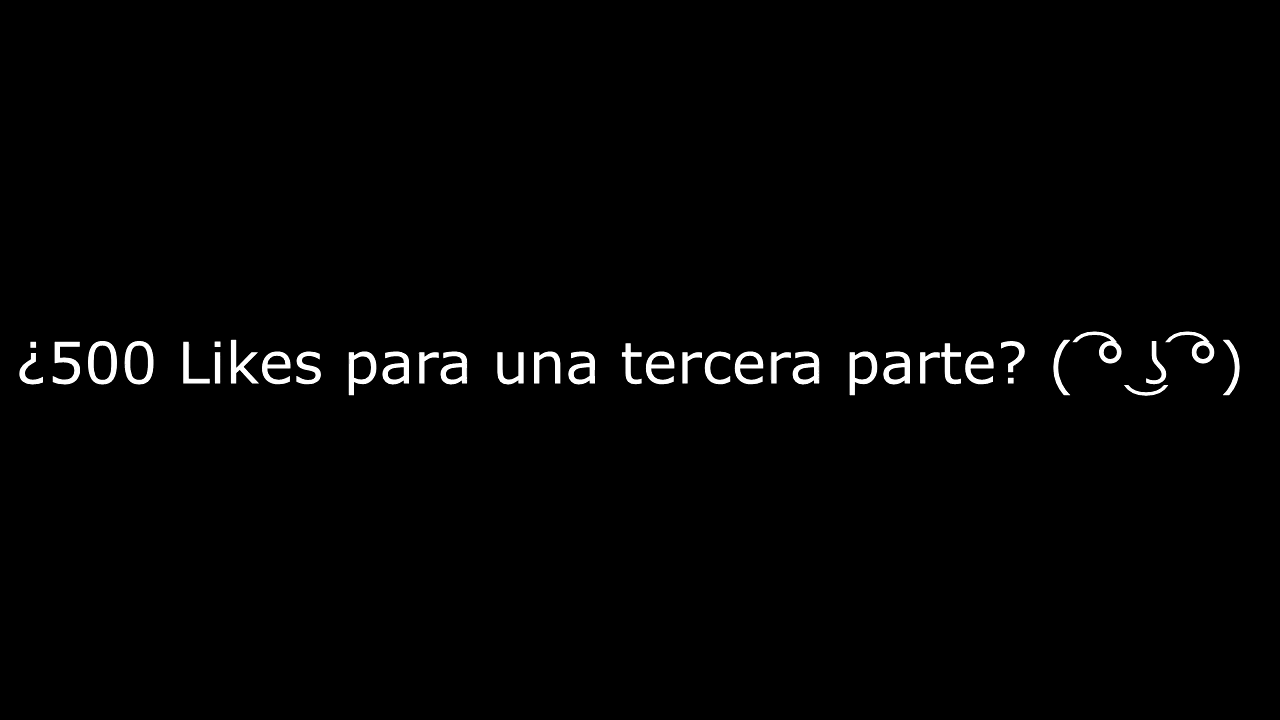 ¿500 Likes para una tercera parte? ( ͡° ͜ʖ ͡°)